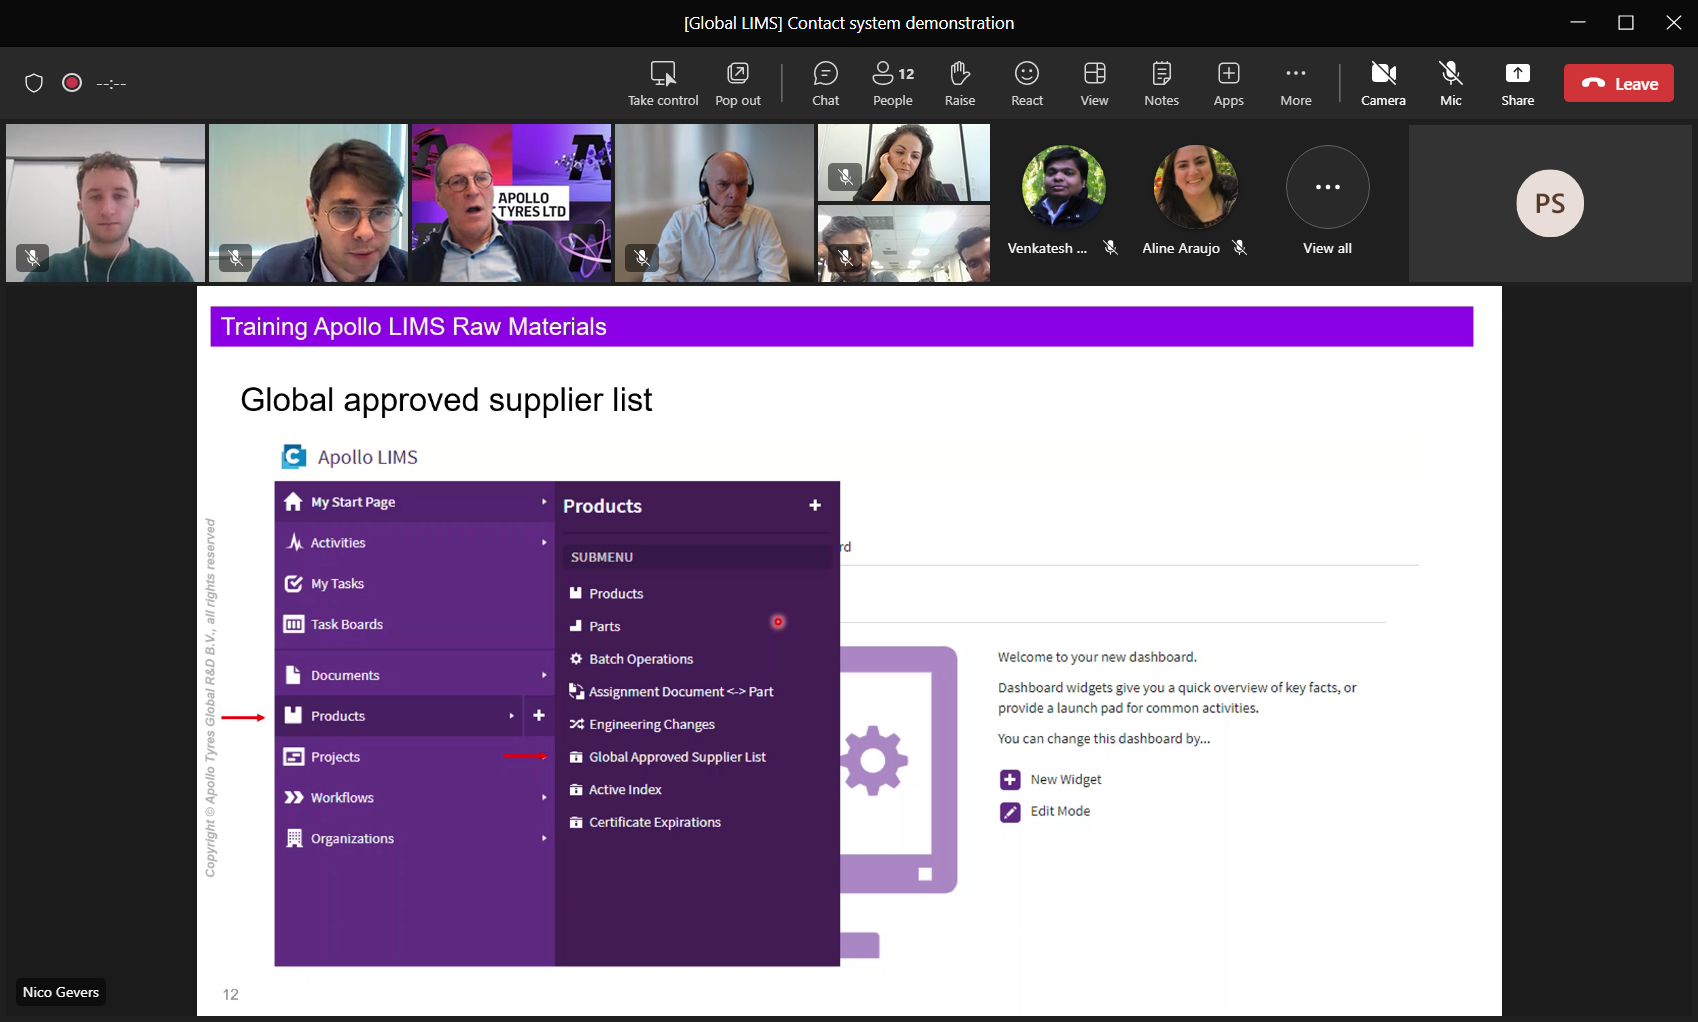 [Global LIMS] Contact system demonstration
--:--
Take control
Pop out
Chat
12
People
Raise
React
View
Notes
Apps
More
Camera
Mic
Share
Leave
APOLLO
TYRES LTD
Venkatesh ...
Aline Araujo
View all
PS
Training Apollo LIMS Raw Materials
Global approved supplier list
C Apollo LIMS
My Start Page
Activities
My Tasks
Task Boards
Documents
Products
Projects
Workflows
Organizations
Products
SUBMENU
Products
Parts
Batch Operations
Assignment Document <-> Part
Engineering Changes
Global Approved Supplier List
Active Index
Certificate Expirations
rd
Welcome to your new dashboard.
Dashboard widgets give you a quick overview of key facts, or
provide a launch pad for common activities.
You can change this dashboard by...
New Widget
Edit Mode
Copyright © Apollo Tyres Global R&D B.V., all rights reserved
Nico Gevers
12